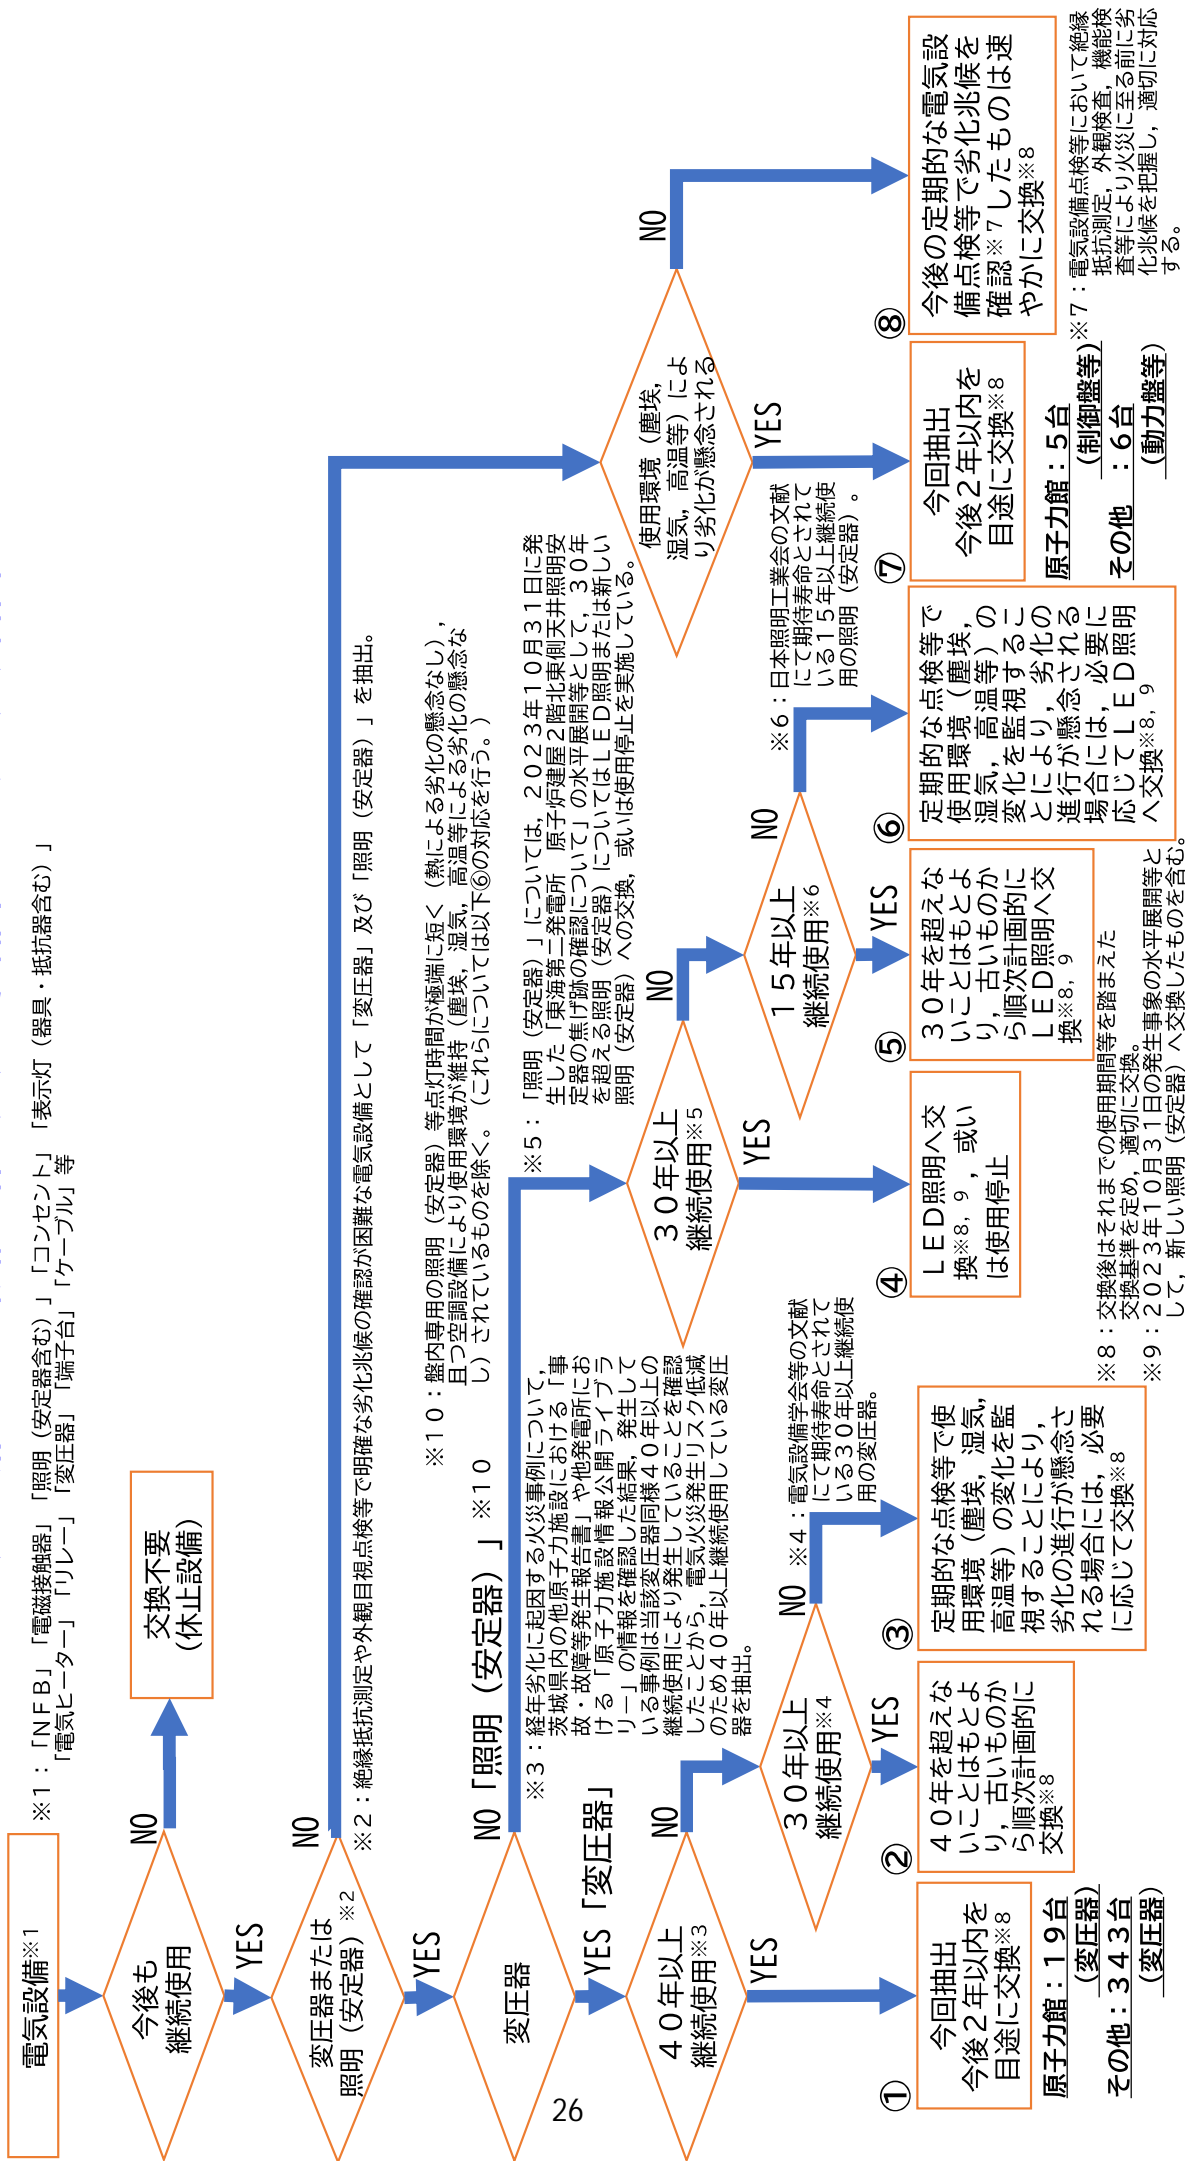 電気設備※1
※1：「ＮＦＢ」「電磁接触器」「照明（安定器含む）」「コンセント」「表示灯（器具・抵抗器含む）」
「電気ヒーター」「リレー」「変圧器」「端子台」「ケーブル」等
今後も
継続使用
NO
交換不要
(休止設備)
YES
変圧器または
照明（安定器）※2
NO
※2：絶縁抵抗測定や外観目視点検等で明確な劣化兆候の確認が困難な電気設備として「変圧器」及び「照明（安定器）」を抽出。
YES
変圧器
NO「照明（安定器）」※10
※10：盤内専用の照明（安定器）等点灯時間が極端に短く（熱による劣化の懸念なし），
且つ空調設備により使用環境が維持（塵埃，湿気，高温等による劣化の懸念な
し）されているものを除く。（これらについては以下⑥の対応を行う。）
YES「変圧器」
※3：経年劣化に起因する火災事例について，
茨城県内の他原子力施設における「事
故・故障等発生報告書」や他発電所にお
ける「原子力施設情報公開ライブラ
リー」の情報を確認した結果，発生して
いる事例は当該変圧器同様４０年以上の
継続使用により発生していることを確認
したことから，電気火災発生リスク低減
のため４０年以上継続使用している変圧
器を抽出。
※5：「照明（安定器）」については，２０２３年１０月３１日に発
生した「東海第二発電所　原子炉建屋２階北東側天井照明安
定器の焦げ跡の確認について」の水平展開等として，３０年
を超える照明（安定器）についてはＬＥＤ照明または新しい
照明（安定器）への交換，或いは使用停止を実施している。
４０年以上
継続使用※3
NO
YES
３０年以上
継続使用※4
NO
YES
※4：電気設備学会等の文献
にて期待寿命とされて
いる３０年以上継続使
用の変圧器。
３０年以上
継続使用※5
NO
YES
１５年以上
継続使用※6
NO
YES
※6：日本照明工業会の文献
にて期待寿命とされて
いる１５年以上継続使
用の照明（安定器）。
使用環境（塵埃，
湿気，高温等）によ
り劣化が懸念される
NO
YES
①
今回抽出
今後２年以内を
目途に交換※8
原子力館：１９台
（変圧器）
その他：３４３台
（変圧器）
②
４０年を超えな
いことはもとよ
り，古いものか
ら順次計画的に
交換※8
③
定期的な点検等で使
用環境（塵埃，湿気，
高温等）の変化を監
視することにより，
劣化の進行が懸念さ
れる場合には，必要
に応じて交換※8
④
ＬＥＤ照明へ交
換※8，9，或い
は使用停止
⑤
３０年を超えな
いことはもとよ
り，古いものか
ら順次計画的に
ＬＥＤ照明へ交
換※8，9
⑥
定期的な点検等で
使用環境（塵埃，
湿気，高温等）の
変化を監視するこ
とにより，劣化の
進行が懸念される
場合には，必要に
応じてＬＥＤ照明
へ交換※8，9
⑦
今回抽出
今後２年以内を
目途に交換※8
原子力館：５台
（制御盤等）
その他　：６台
（動力盤等）
⑧
今後の定期的な電気設
備点検等で劣化兆候を
確認※7したものは速
やかに交換※8
※7：電気設備点検等において絶縁
抵抗測定，外観検査，機能検
査等により火災に至る前に劣
化兆候を把握し，適切に対応
する。
※8：交換後はそれまでの使用期間等を踏まえた
交換基準を定め，適切に交換。
※9：２０２３年１０月３１日の発生事象の水平展開等と
して，新しい照明（安定器）へ交換したものを含む。
26